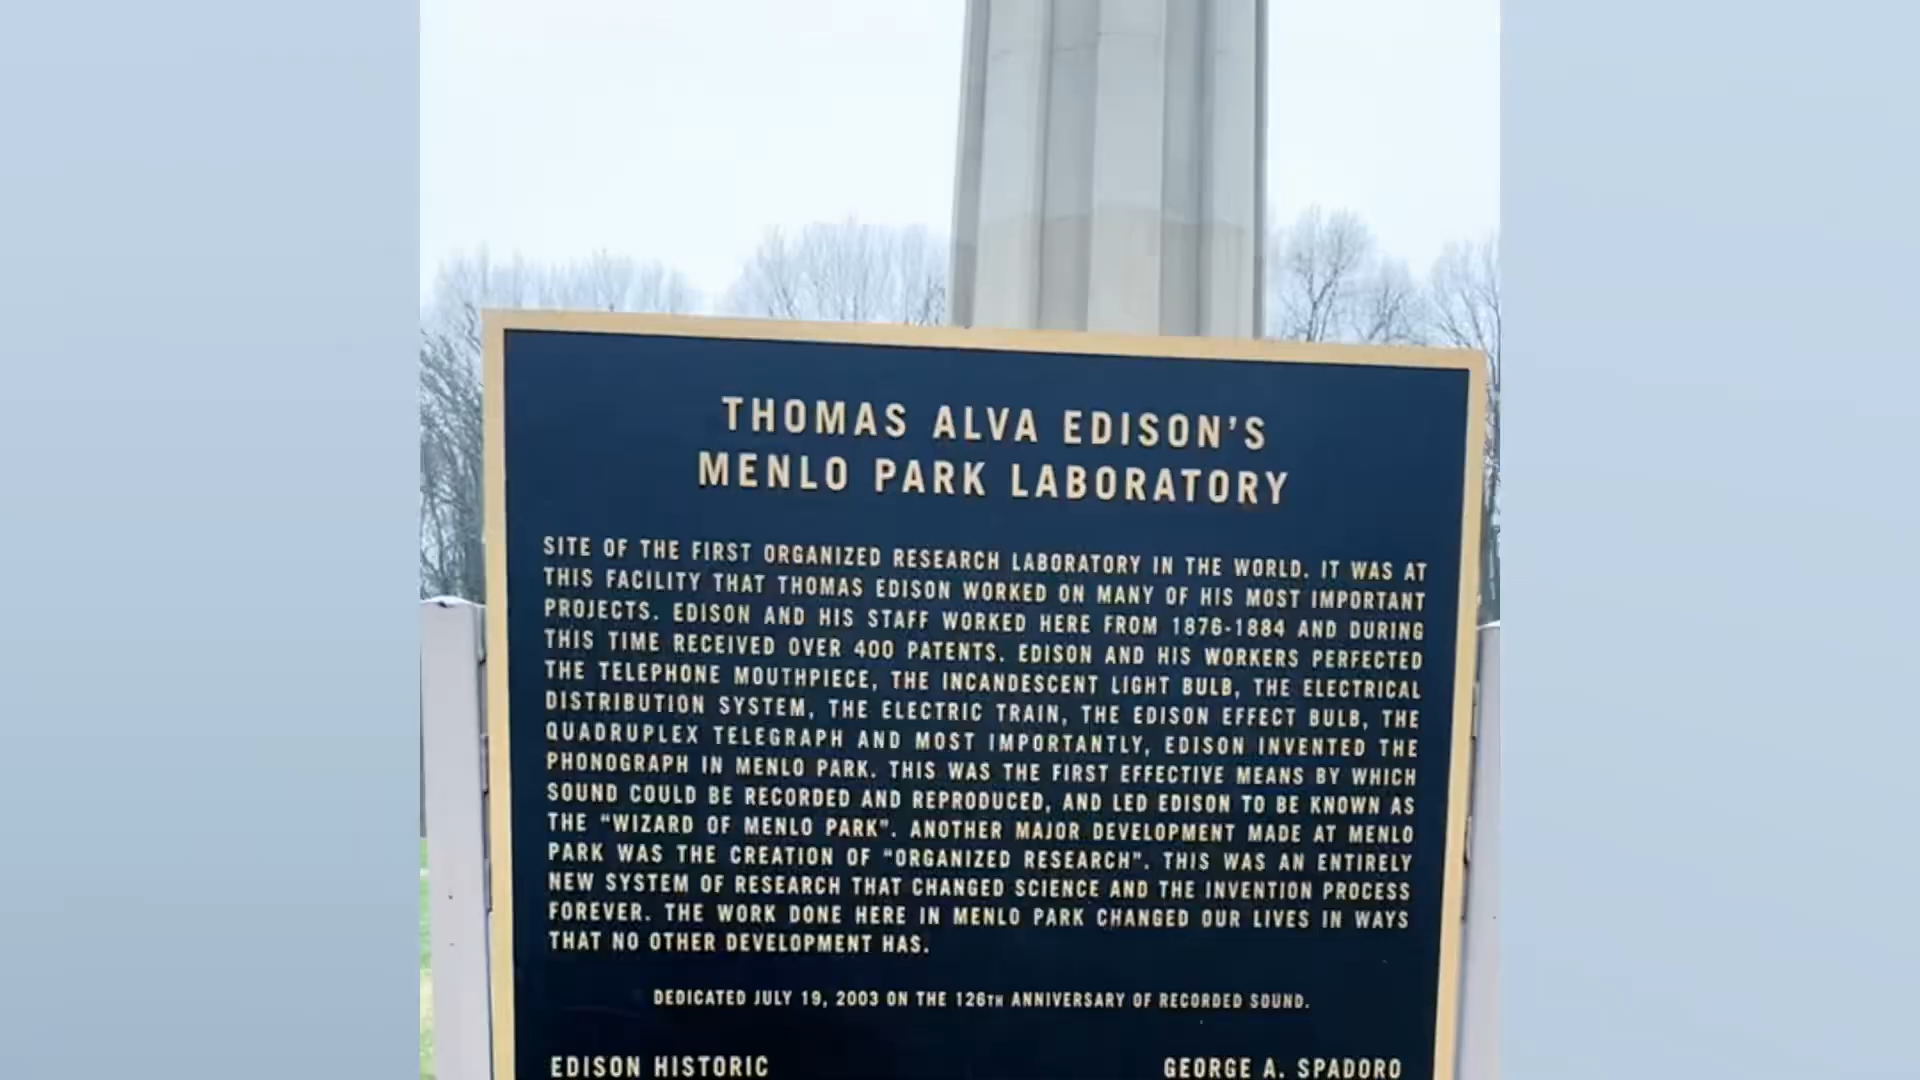 THOMAS ALVA EDISON'S
MENLO PARK LABORATORY
SITE OF THE FIRST ORGANIZED RESEARCH LABORATORY IN THE WORLD. IT WAS AT
THIS FACILITY THAT THOMAS EDISON WORKED ON MANY OF HIS MOST IMPORTANT
PROJECTS. EDISON AND HIS STAFF WORKED HERE FROM 1876-1884 AND DURING
THIS TIME RECEIVED OVER 400 PATENTS. EDISON AND HIS WORKERS PERFECTED
THE TELEPHONE MOUTHPIECE, THE INCANDESCENT LIGHT BULB, THE ELECTRICAL
DISTRIBUTION SYSTEM, THE ELECTRIC TRAIN, THE EDISON EFFECT BULB, THE
QUADRUPLEX TELEGRAPH AND MOST IMPORTANTLY, EDISON INVENTED THE
PHONOGRAPH IN MENLO PARK. THIS WAS THE FIRST EFFECTIVE MEANS BY WHICH
SOUND COULD BE RECORDED AND REPRODUCED, AND LED EDISON TO BE KNOWN AS
THE "WIZARD OF MENLO PARK". ANOTHER MAJOR DEVELOPMENT MADE AT MENLO
PARK WAS THE CREATION OF "ORGANIZED RESEARCH". THIS WAS AN ENTIRELY
NEW SYSTEM OF RESEARCH THAT CHANGED SCIENCE AND THE INVENTION PROCESS
FOREVER. THE WORK DONE HERE IN MENLO PARK CHANGED OUR LIVES IN WAYS
THAT NO OTHER DEVELOPMENT HAS.
DEDICATED JULY 19, 2003 ON THE 126TH ANNIVERSARY OF RECORDED SOUND.
EDISON HISTORIC GEORGE A. SPADORO